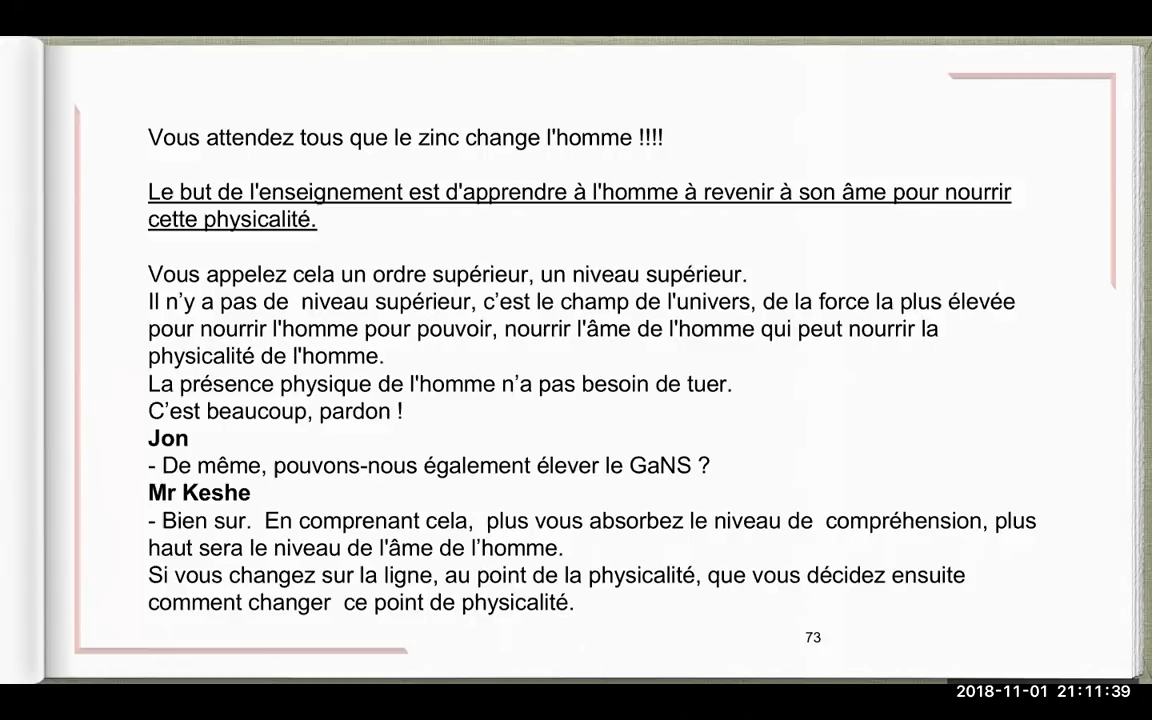 Vous attendez tous que le zinc change l'homme !!!!
Le but de l'enseignement est d'apprendre à l'homme à revenir à son âme pour nourrir
cette physicalité.
Vous appelez cela un ordre supérieur, un niveau supérieur.
Il n’y a pas de  niveau supérieur, c’est le champ de l'univers, de la force la plus élevée
pour nourrir l'homme pour pouvoir, nourrir l'âme de l'homme qui peut nourrir la
physicalité de l'homme.
La présence physique de l'homme n’a pas besoin de tuer.
C’est beaucoup, pardon !
Jon
- De même, pouvons-nous également élever le GaNS ?
Mr Keshe
- Bien sur.  En comprenant cela,  plus vous absorbez le niveau de  compréhension, plus
haut sera le niveau de l'âme de l’homme.
Si vous changez sur la ligne, au point de la physicalité, que vous décidez ensuite
comment changer  ce point de physicalité.
73
2018-11-01 21:11:39